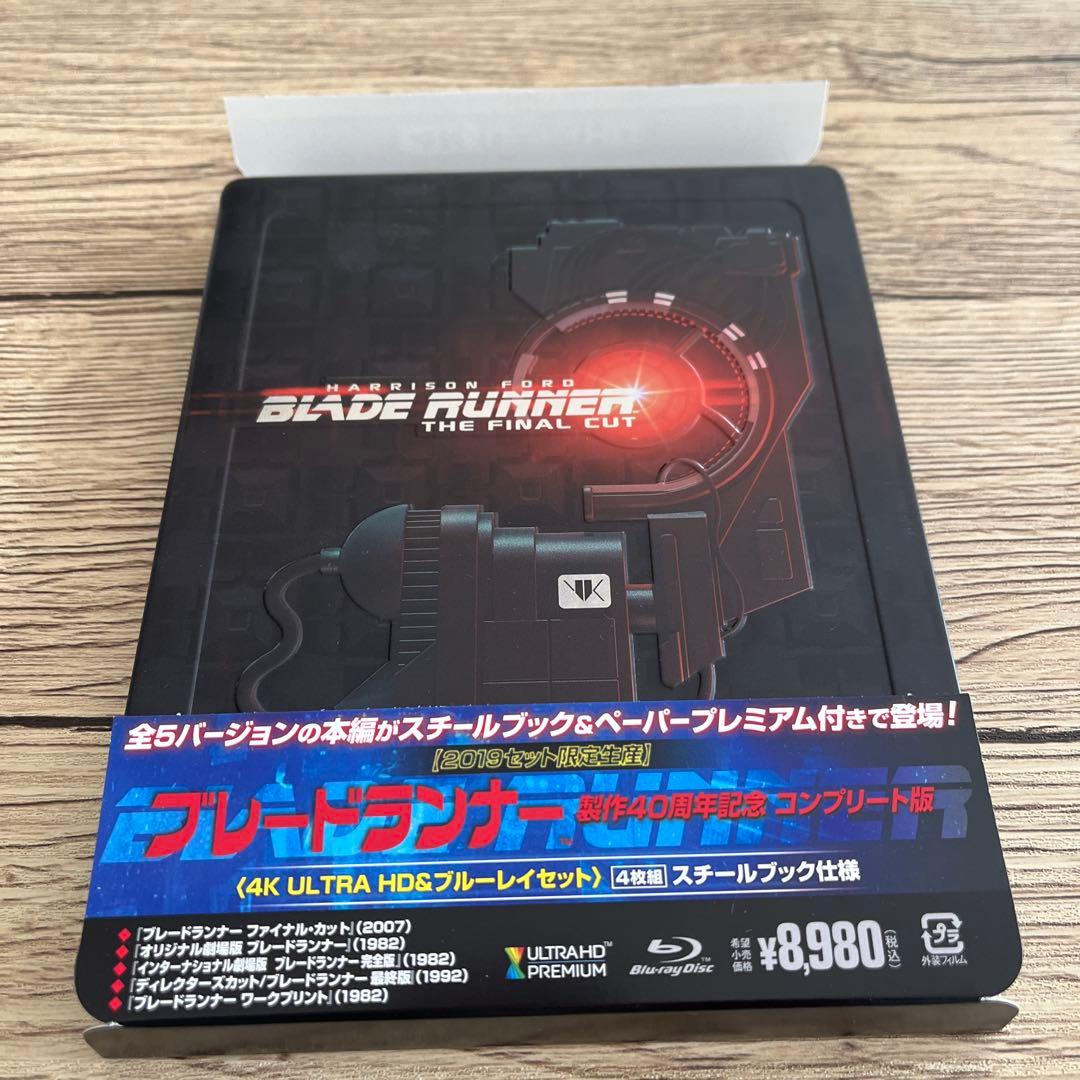 HARRISON FORD
BLADE RUNNER™
THE FINAL CUT
VK
全5バージョンの本編がスチールブック&ペーパープレミアム付きで登場!
【2019セット限定生産】
BLADE RUNNER
ブレードランナー™ 製作40周年記念 コンプリート版
〈4K ULTRA HD&ブルーレイセット〉 4枚組 スチールブック仕様
◆『ブレードランナー ファイナル・カット』(2007)
◆『オリジナル劇場版 ブレードランナー』(1982)
◆『インターナショナル劇場版 ブレードランナー 完全版』(1982)
◆『ディレクターズカット/ブレードランナー 最終版』(1992)
◆『ブレードランナー ワークプリント』(1982)
ULTRA HD™
PREMIUM
Blu-ray Disc™
希望小売価格 ¥8,980(税込)
プラ
外装フィルム